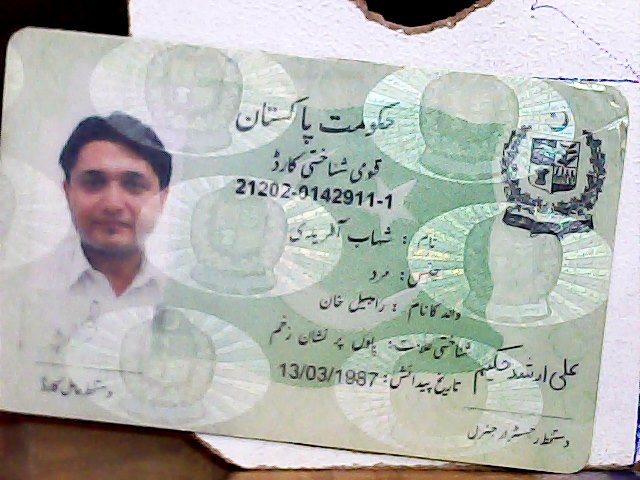 حکومت پاکستان
قومی شناختی کارڈ
21202-0142911-1
نام : شہاب آفریدی
جنس : مرد
والد کا نام : راحیل خان
شناختی علامت: پاؤں پر نشان زخم
تاریخ پیدائش: 13/03/1987
علی ارشد حکیم
دستخط حامل کارڈ
دستخط رجسٹرار جنرل